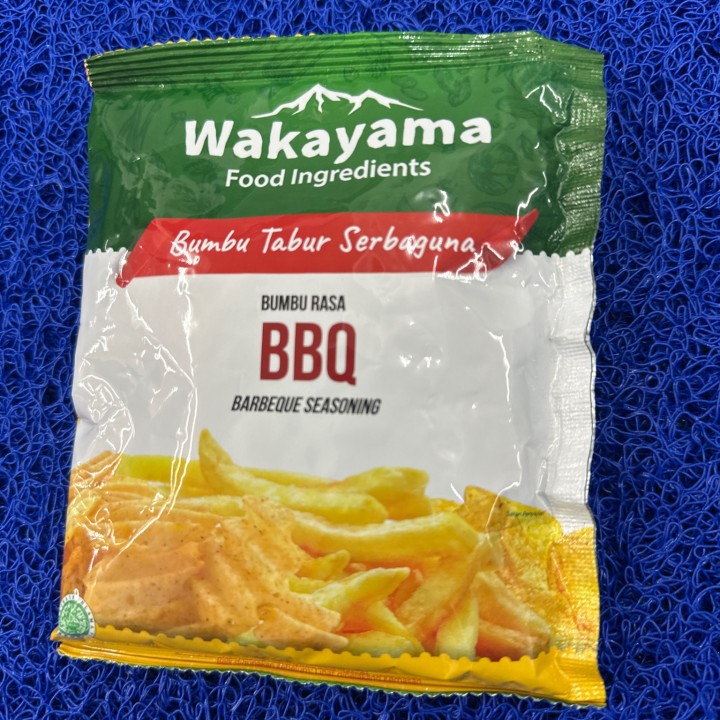 Wakayama
Food Ingredients
Bumbu Tabur Serbaguna
BUMBU RASA
BBQ
BARBEQUE SEASONING